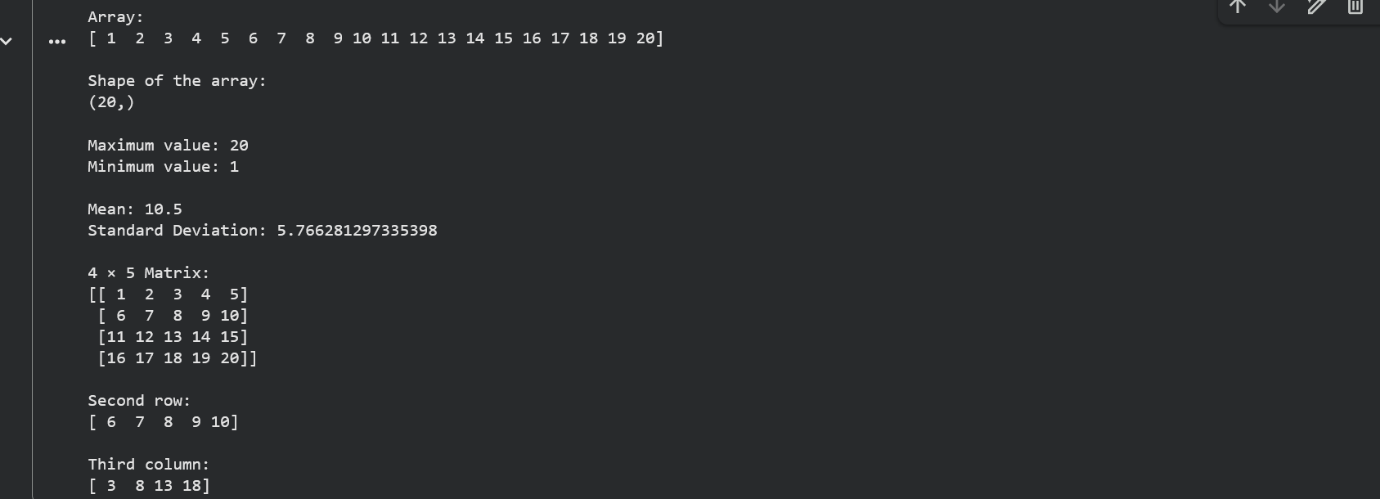 Array:
[ 1  2  3  4  5  6  7  8  9 10 11 12 13 14 15 16 17 18 19 20]
Shape of the array:
(20,)
Maximum value: 20
Minimum value: 1
Mean: 10.5
Standard Deviation: 5.766281297335398
4 × 5 Matrix:
[[ 1  2  3  4  5]
 [ 6  7  8  9 10]
 [11 12 13 14 15]
 [16 17 18 19 20]]
Second row:
[ 6  7  8  9 10]
Third column:
[ 3  8 13 18]